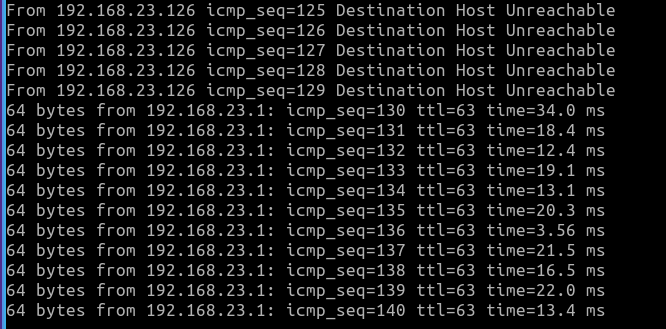 From 192.168.23.126 icmp_seq=125 Destination Host Unreachable
From 192.168.23.126 icmp_seq=126 Destination Host Unreachable
From 192.168.23.126 icmp_seq=127 Destination Host Unreachable
From 192.168.23.126 icmp_seq=128 Destination Host Unreachable
From 192.168.23.126 icmp_seq=129 Destination Host Unreachable
64 bytes from 192.168.23.1: icmp_seq=130 ttl=63 time=34.0 ms
64 bytes from 192.168.23.1: icmp_seq=131 ttl=63 time=18.4 ms
64 bytes from 192.168.23.1: icmp_seq=132 ttl=63 time=12.4 ms
64 bytes from 192.168.23.1: icmp_seq=133 ttl=63 time=19.1 ms
64 bytes from 192.168.23.1: icmp_seq=134 ttl=63 time=13.1 ms
64 bytes from 192.168.23.1: icmp_seq=135 ttl=63 time=20.3 ms
64 bytes from 192.168.23.1: icmp_seq=136 ttl=63 time=3.56 ms
64 bytes from 192.168.23.1: icmp_seq=137 ttl=63 time=21.5 ms
64 bytes from 192.168.23.1: icmp_seq=138 ttl=63 time=16.5 ms
64 bytes from 192.168.23.1: icmp_seq=139 ttl=63 time=22.0 ms
64 bytes from 192.168.23.1: icmp_seq=140 ttl=63 time=13.4 ms